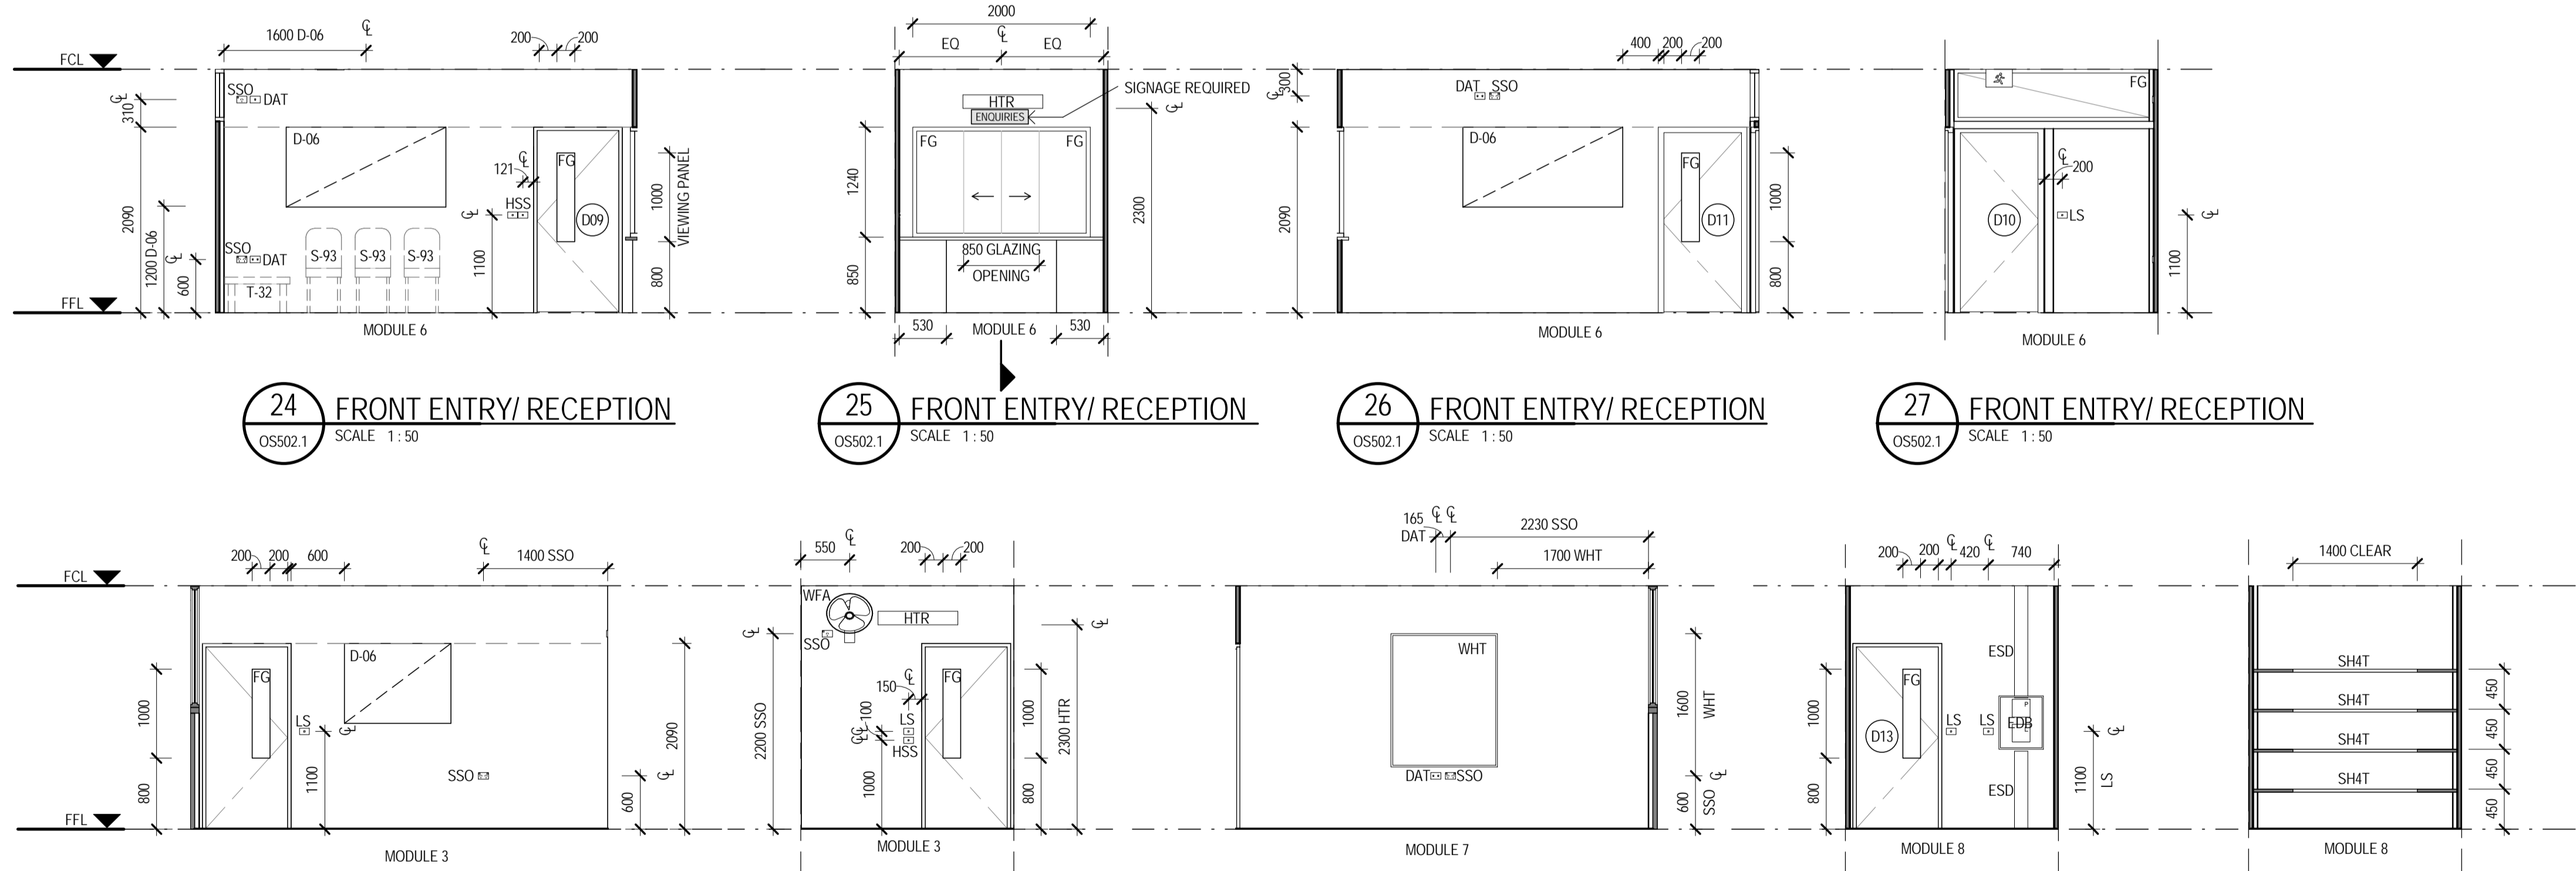 FCL
FFL
1600 D-06
℄
200
200
SSO
DAT
℄
310
2090
1200 D-06
℄
600
D-06
SSO
DAT
T-32
S-93
S-93
S-93
121
℄
HSS
℄
1100
FG
D09
1000
800
VIEWING PANEL
MODULE 6
24
OS502.1
FRONT ENTRY/ RECEPTION
SCALE 1 : 50
2000
EQ
℄
EQ
HTR
ENQUIRIES
SIGNAGE REQUIRED
℄
FG
FG
1240
850
2300
850 GLAZING
OPENING
530
MODULE 6
530
25
OS502.1
FRONT ENTRY/ RECEPTION
SCALE 1 : 50
400
200
200
℄
300
DAT
SSO
2090
D-06
FG
D11
1000
800
MODULE 6
26
OS502.1
FRONT ENTRY/ RECEPTION
SCALE 1 : 50
FG
D10
℄
200
LS
℄
1100
MODULE 6
27
OS502.1
FRONT ENTRY/ RECEPTION
SCALE 1 : 50
FCL
FFL
200
200
600
℄
1400 SSO
D-06
FG
LS
℄
1000
800
1100
SSO
℄
600
2090
MODULE 3
550
℄
200
200
WFA
HTR
℄
SSO
℄
2200 SSO
℄
150
100
LS
℄
℄
HSS
1000
FG
1000
800
2300 HTR
MODULE 3
165
DAT
℄
℄
2230 SSO
1700 WHT
WHT
1600
WHT
DAT
SSO
℄
600
SSO
MODULE 7
200
200
℄
420
℄
740
ESD
FG
D13
LS
LS
P
EDB
E
ESD
1000
800
℄
1100
LS
MODULE 8
1400 CLEAR
SH4T
SH4T
SH4T
SH4T
450
450
450
450
MODULE 8